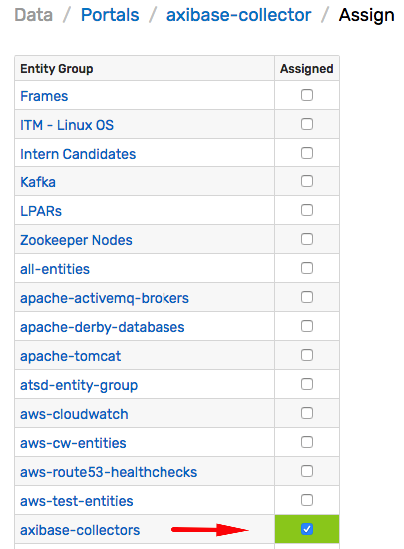 Data / Portals / axibase-collector / Assign
Entity Group Assigned
Frames
ITM - Linux OS
Intern Candidates
Kafka
LPARs
Zookeeper Nodes
all-entities
apache-activemq-brokers
apache-derby-databases
apache-tomcat
atsd-entity-group
aws-cloudwatch
aws-cw-entities
aws-route53-healthchecks
aws-test-entities
axibase-collectors